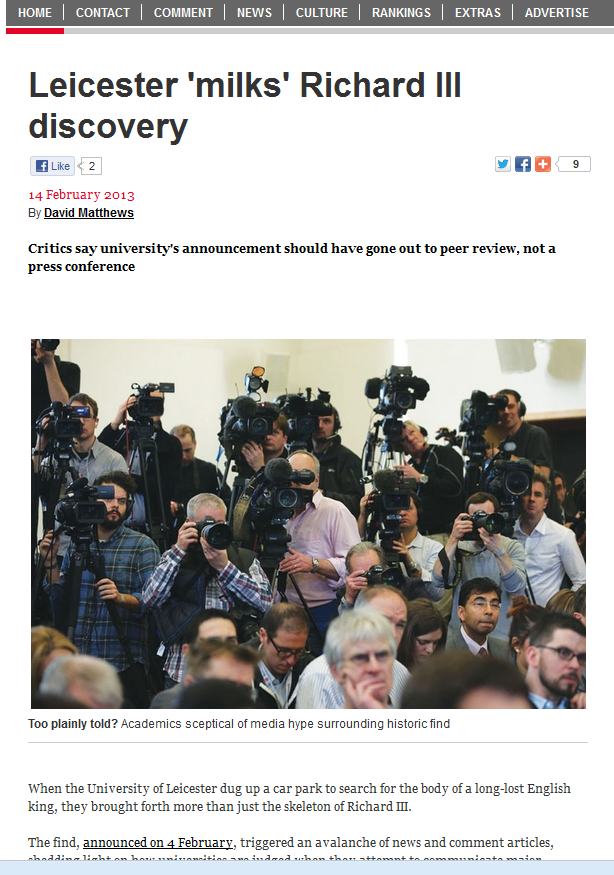 HOME CONTACT COMMENT NEWS CULTURE RANKINGS EXTRAS ADVERTISE
Leicester 'milks' Richard III
discovery
Like 2 9
14 February 2013
By David Matthews
Critics say university's announcement should have gone out to peer review, not a
press conference
Too plainly told? Academics sceptical of media hype surrounding historic find
When the University of Leicester dug up a car park to search for the body of a long-lost English
king, they brought forth more than just the skeleton of Richard III.
The find, announced on 4 February, triggered an avalanche of news and comment articles,
shedding light on how universities are judged when they attempt to communicate major